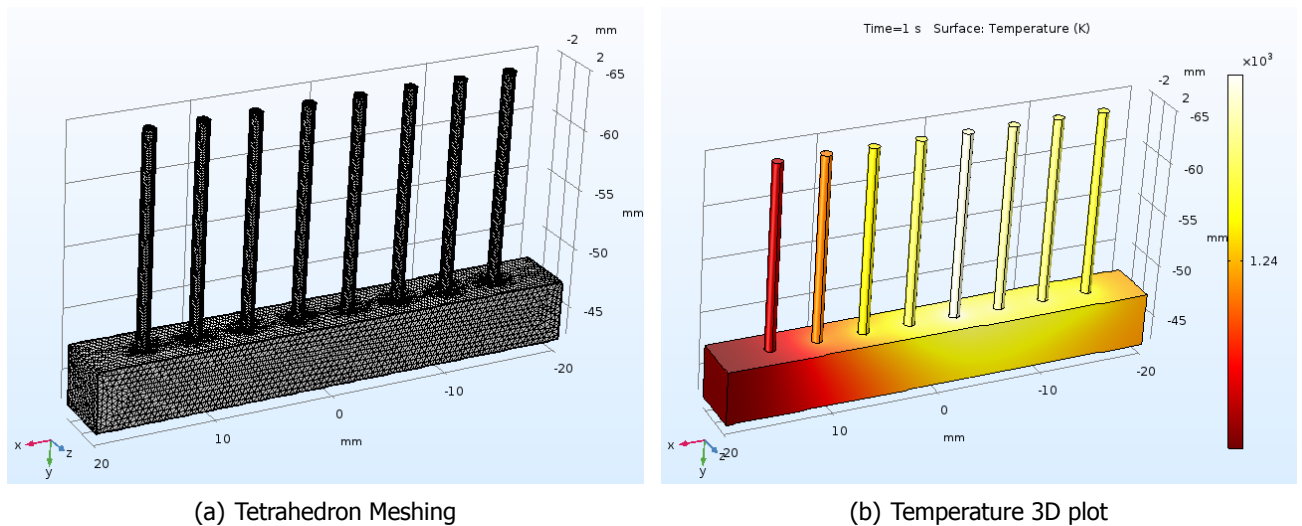 mm
-2
2
-65
-60
-55
mm
-50
-45
-20
-10
0
mm
10
20
x
y
z
Time=1 s Surface: Temperature (K)
×10³
mm
-2
2
-65
-60
-55
mm
-50
-45
1.24
-20
-10
0
mm
10
20
x
y
z
(a) Tetrahedron Meshing
(b) Temperature 3D plot